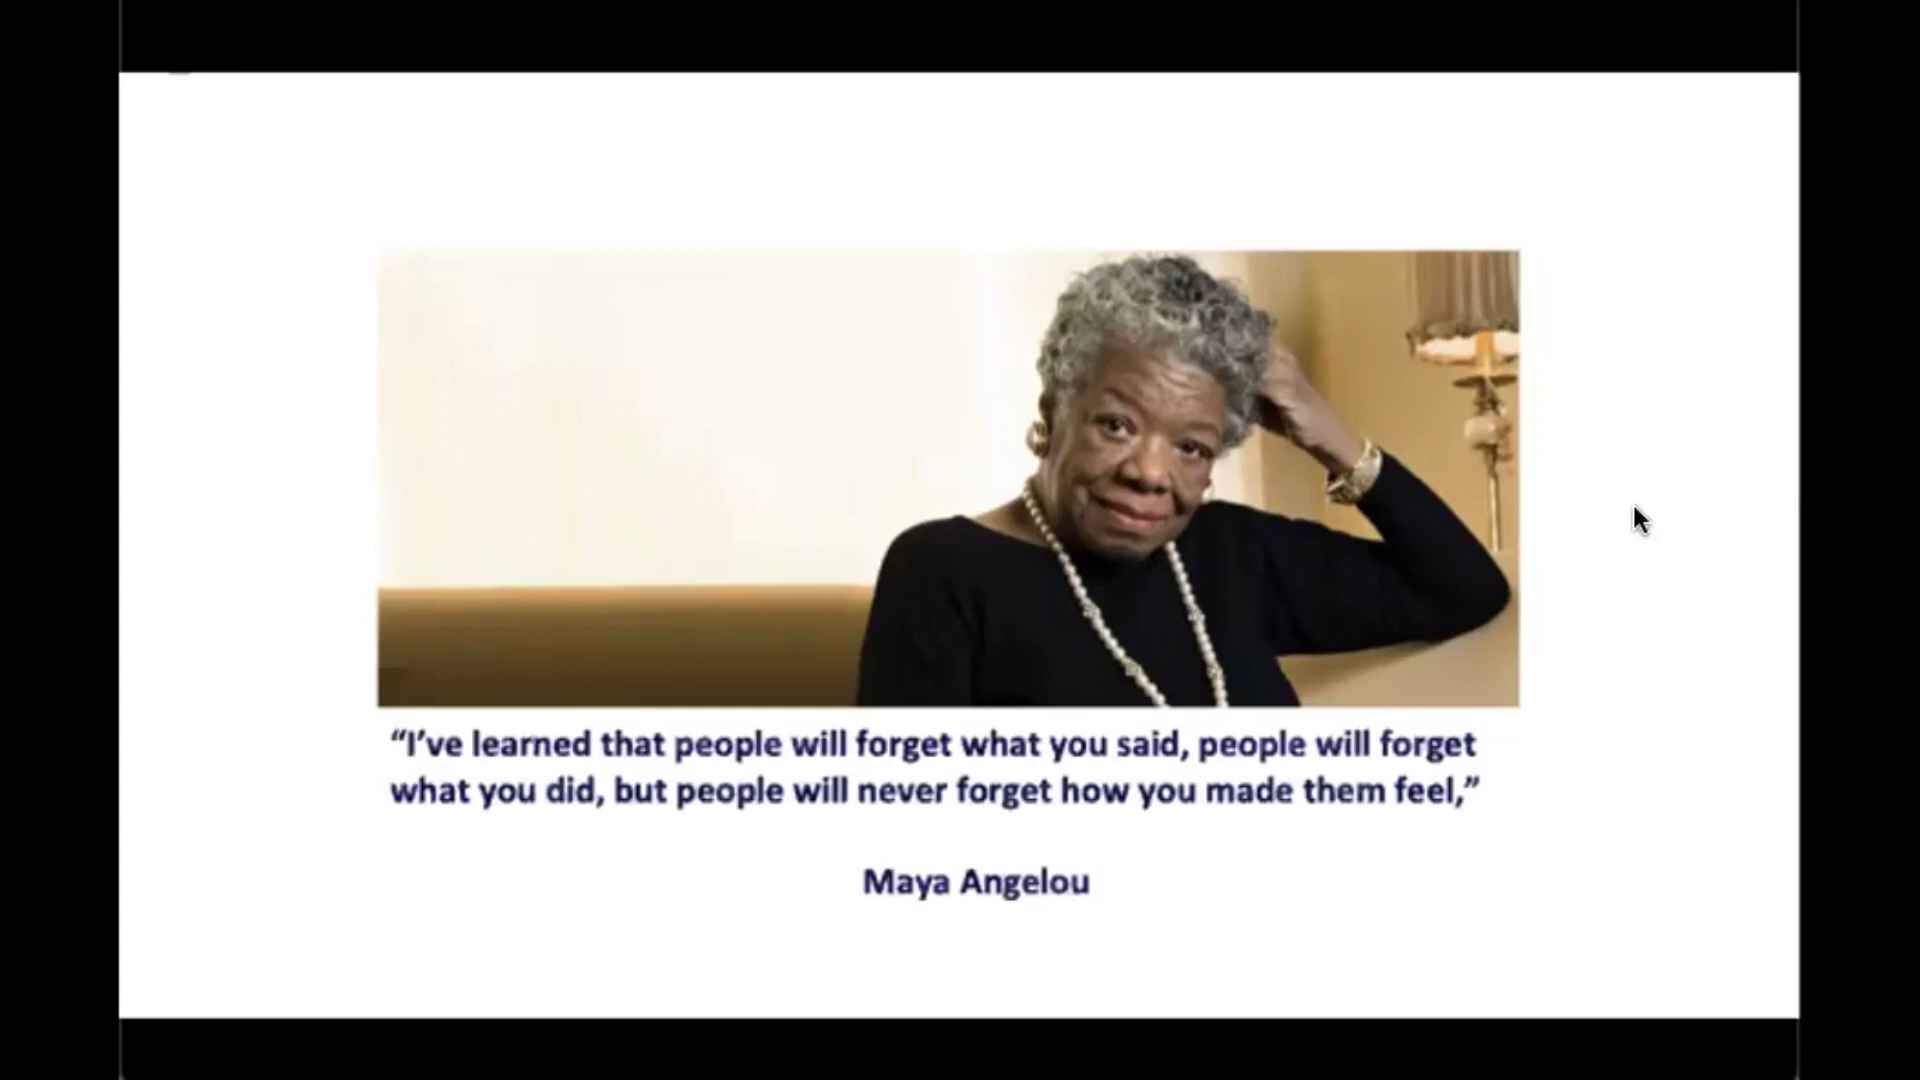 “I’ve learned that people will forget what you said, people will forget
what you did, but people will never forget how you made them feel,”
Maya Angelou